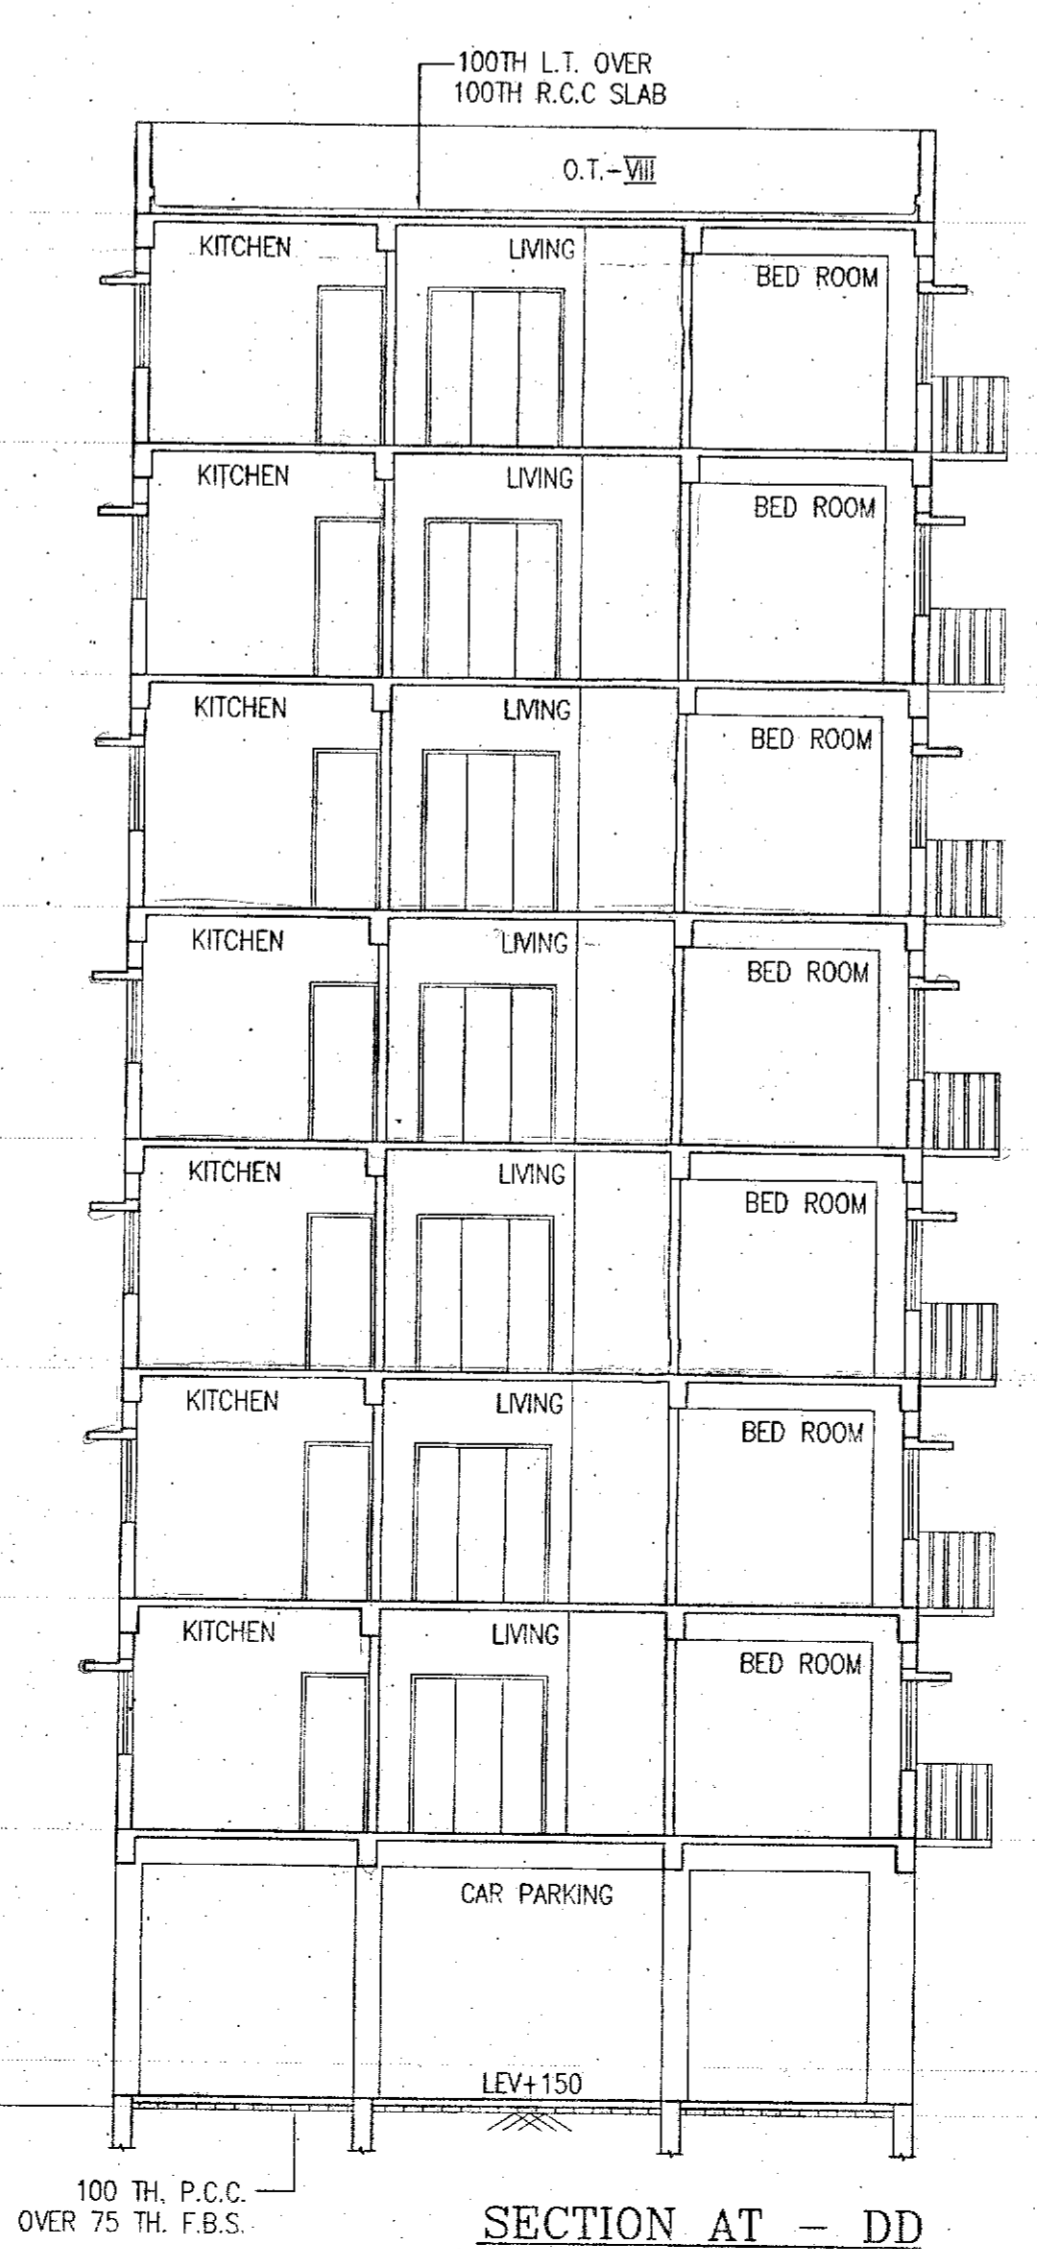 100TH L.T. OVER
100TH R.C.C SLAB
O.T.-VIII
KITCHEN LIVING BED ROOM
KITCHEN LIVING BED ROOM
KITCHEN LIVING BED ROOM
KITCHEN LIVING BED ROOM
KITCHEN LIVING BED ROOM
KITCHEN LIVING BED ROOM
KITCHEN LIVING BED ROOM
CAR PARKING
LEV+150
100 TH. P.C.C.
OVER 75 TH. F.B.S.
SECTION AT - DD